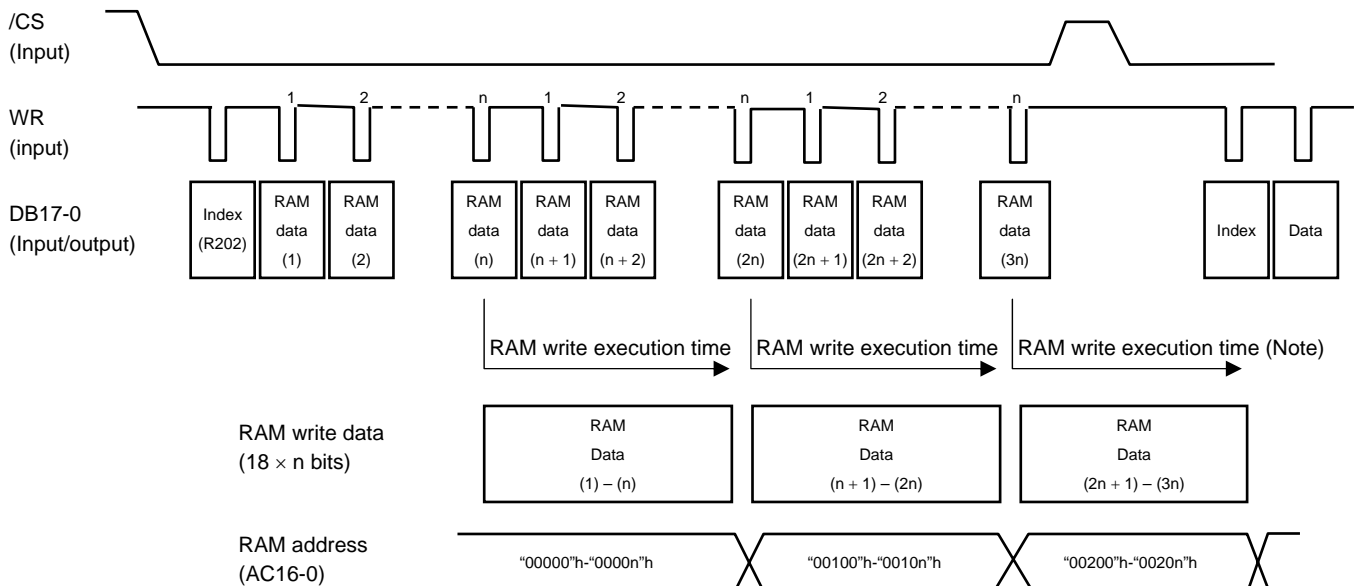 /CS
(Input)
WR
(input)
1 2 n 1 2 n 1 2 n
DB17-0
(Input/output)
Index
(R202)
RAM
data
(1)
RAM
data
(2)
RAM
data
(n)
RAM
data
(n + 1)
RAM
data
(n + 2)
RAM
data
(2n)
RAM
data
(2n + 1)
RAM
data
(2n + 2)
RAM
data
(3n)
Index
Data
RAM write execution time
RAM write execution time
RAM write execution time (Note)
RAM write data
(18 × n bits)
RAM
Data
(1) – (n)
RAM
Data
(n + 1) – (2n)
RAM
Data
(2n + 1) – (3n)
RAM address
(AC16-0)
“00000”h-“0000n”h
“00100”h-“0010n”h
“00200”h-“0020n”h